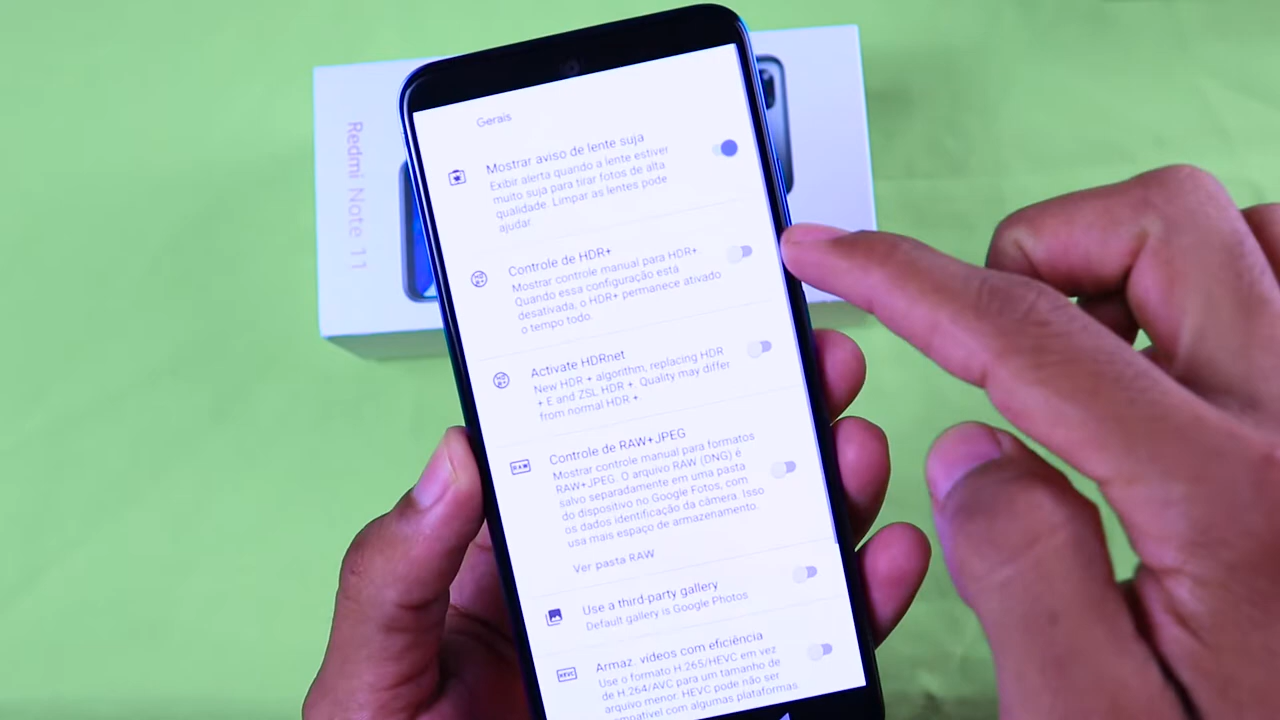 Redmi Note 11
Gerais
Mostrar aviso de lente suja
Exibir alerta quando a lente estiver
muito suja para tirar fotos de alta
qualidade. Limpar as lentes pode
ajudar.
Controle de HDR+
Mostrar controle manual para HDR+.
Quando essa configuração está
desativada, o HDR+ permanece ativado
o tempo todo.
Activate HDRnet
New HDR + algorithm, replacing HDR
+ E and ZSL HDR +. Quality may differ
from normal HDR +.
RAW
Controle de RAW+JPEG
Mostrar controle manual para formatos
RAW+JPEG. O arquivo RAW (DNG) é
salvo separadamente em uma pasta
do dispositivo no Google Fotos, com
os dados identificação da câmera. Isso
usa mais espaço de armazenamento.
Ver pasta RAW
Use a third-party gallery
Default gallery is Google Photos
HEVC
Armaz. vídeos com eficiência
Use o formato H.265/HEVC em vez
de H.264/AVC para um tamanho de
arquivo menor. HEVC pode não ser
compatível com algumas plataformas.